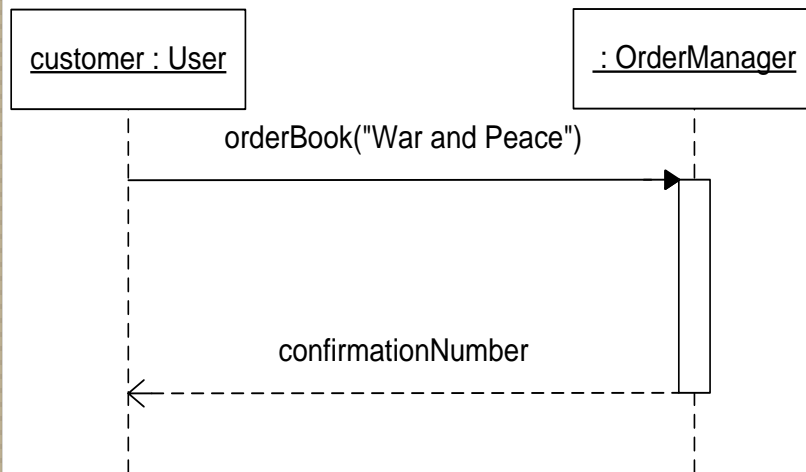 customer : User
: OrderManager
orderBook("War and Peace")
confirmationNumber